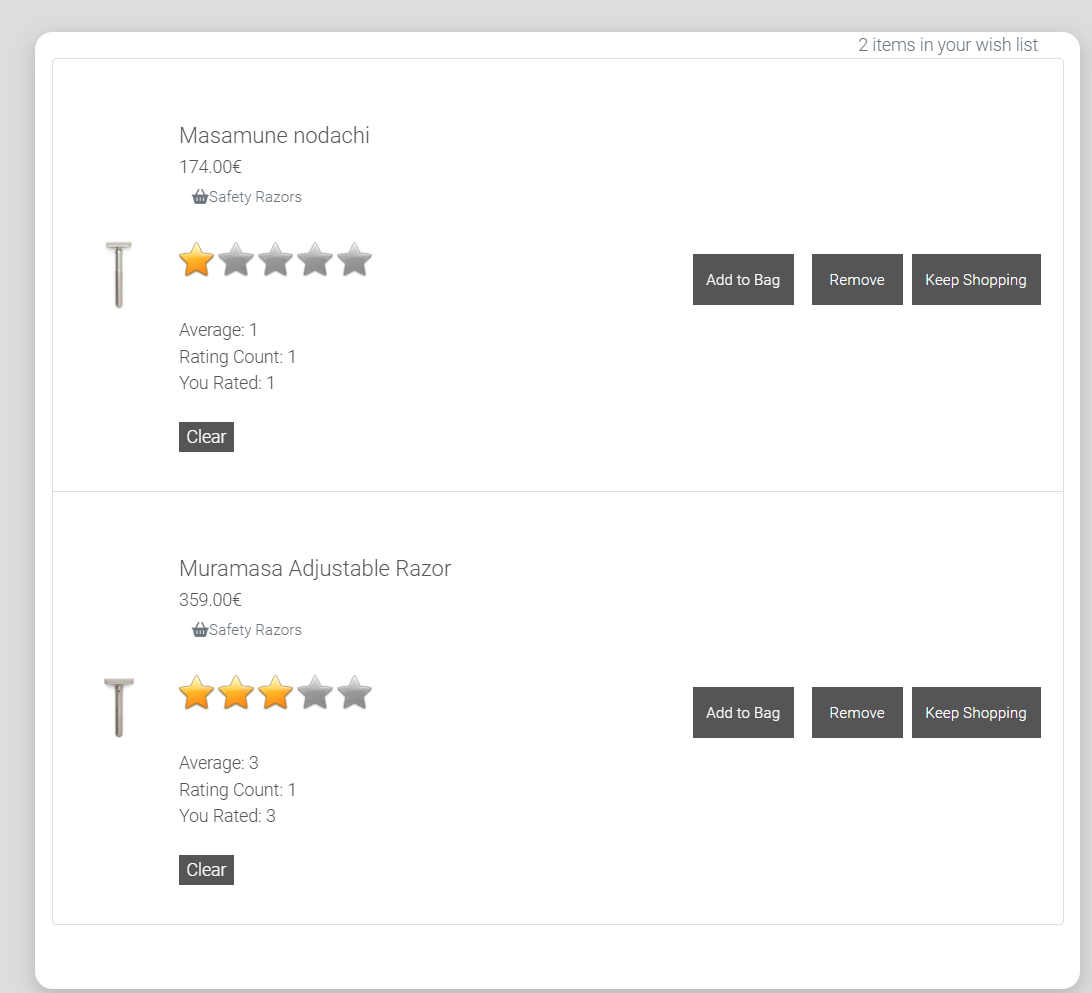 2 items in your wish list
Masamune nodachi
174.00€
Safety Razors
Add to Bag Remove Keep Shopping
Average: 1
Rating Count: 1
You Rated: 1
Clear
Muramasa Adjustable Razor
359.00€
Safety Razors
Add to Bag Remove Keep Shopping
Average: 3
Rating Count: 1
You Rated: 3
Clear